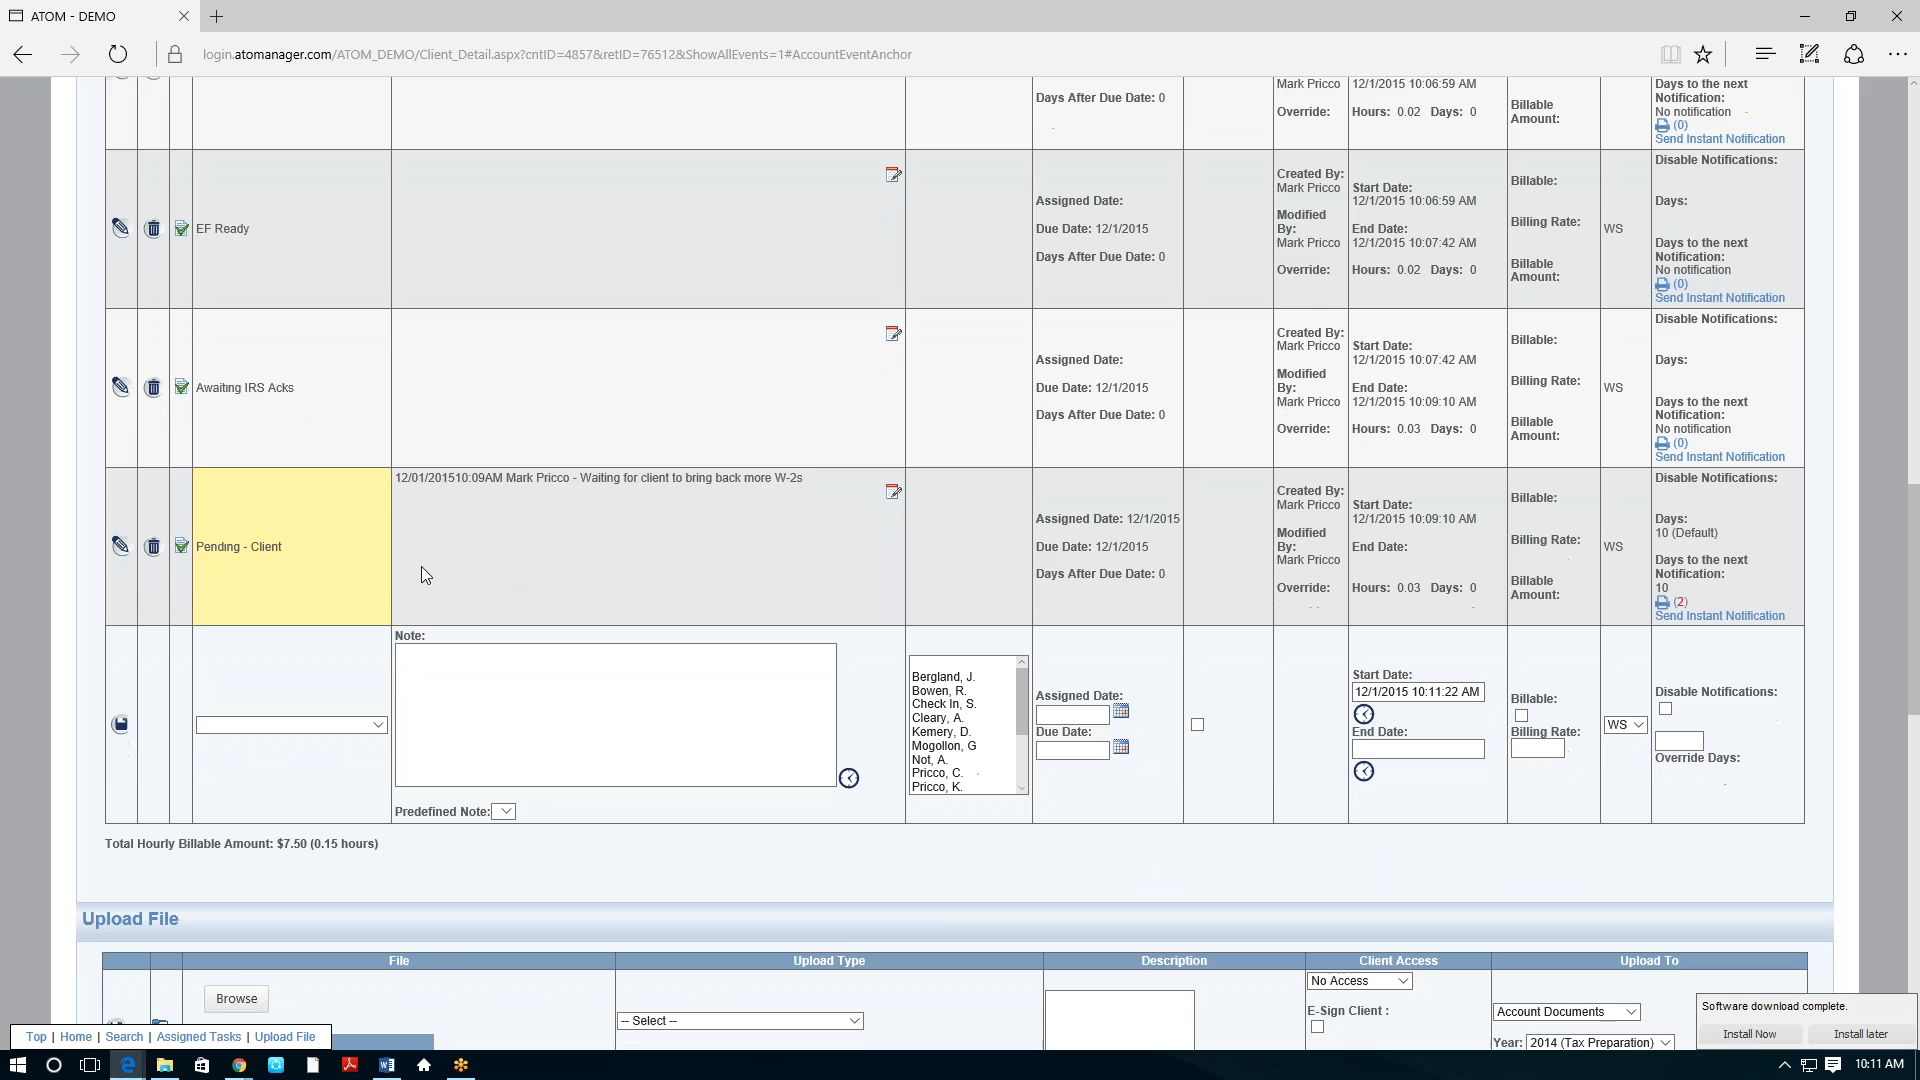 ATOM - DEMO
login.atomanager.com/ATOM_DEMO/Client_Detail.aspx?cntID=4857&retID=76512&ShowAllEvents=1#AccountEventAnchor
Days After Due Date: 0
Mark Pricco
Override:
12/1/2015 10:06:59 AM
Hours: 0.02 Days: 0
Billable Amount:
Days to the next
Notification:
No notification
(0)
Send Instant Notification
EF Ready
Assigned Date:
Due Date: 12/1/2015
Days After Due Date: 0
Created By:
Mark Pricco
Modified
By:
Mark Pricco
Override:
Start Date:
12/1/2015 10:06:59 AM
End Date:
12/1/2015 10:07:42 AM
Hours: 0.02 Days: 0
Billable:
Billing Rate:
Billable
Amount:
WS
Disable Notifications:
Days:
Days to the next
Notification:
No notification
(0)
Send Instant Notification
Awaiting IRS Acks
Assigned Date:
Due Date: 12/1/2015
Days After Due Date: 0
Created By:
Mark Pricco
Modified
By:
Mark Pricco
Override:
Start Date:
12/1/2015 10:07:42 AM
End Date:
12/1/2015 10:09:10 AM
Hours: 0.03 Days: 0
Billable:
Billing Rate:
Billable
Amount:
WS
Disable Notifications:
Days:
Days to the next
Notification:
No notification
(0)
Send Instant Notification
Pending - Client
12/01/201510:09AM Mark Pricco - Waiting for client to bring back more W-2s
Assigned Date: 12/1/2015
Due Date: 12/1/2015
Days After Due Date: 0
Created By:
Mark Pricco
Modified
By:
Mark Pricco
Override:
Start Date:
12/1/2015 10:09:10 AM
End Date:
Hours: 0.03 Days: 0
Billable:
Billing Rate:
Billable
Amount:
WS
Disable Notifications:
Days:
10 (Default)
Days to the next
Notification:
10
(2)
Send Instant Notification
Note:
Predefined Note:
Bergland, J.
Bowen, R.
Check In, S.
Cleary, A.
Kemery, D.
Mogollon, G
Not, A.
Pricco, C.
Pricco, K.
Assigned Date:
Due Date:
Start Date:
12/1/2015 10:11:22 AM
End Date:
Billable:
Billing Rate:
WS
Disable Notifications:
Override Days:
Total Hourly Billable Amount: $7.50 (0.15 hours)
Upload File
File Upload Type Description Client Access Upload To
Browse
-- Select --
No Access
E-Sign Client :
Account Documents
Year: 2014 (Tax Preparation)
Software download complete.
Install Now Install later
Top | Home | Search | Assigned Tasks | Upload File
10:11 AM